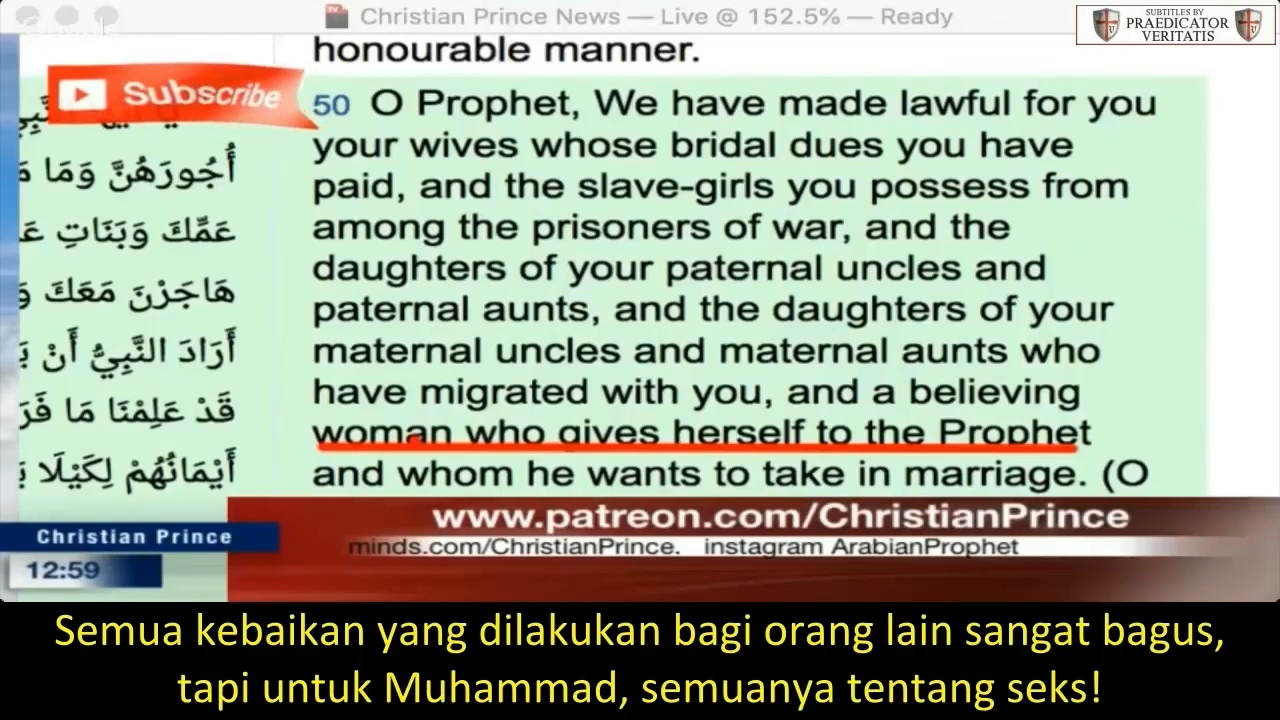 Christian Prince News — Live @ 152.5% — Ready
SUBTITLES BY
PRAEDICATOR
VERITATIS
honourable manner.
Subscribe
50 O Prophet, We have made lawful for you
your wives whose bridal dues you have
paid, and the slave-girls you possess from
among the prisoners of war, and the
daughters of your paternal uncles and
paternal aunts, and the daughters of your
maternal uncles and maternal aunts who
have migrated with you, and a believing
woman who gives herself to the Prophet
and whom he wants to take in marriage. (O
أُجُورَهُنَّ وَمَا
عَمِّكَ وَبَنَاتِ
هَاجَرْنَ مَعَكَ
أَرَادَ النَّبِيُّ أَنْ
قَدْ عَلِمْنَا مَا
أَيْمَانُهُمْ لِكَيْلَا
www.patreon.com/ChristianPrince
minds.com/ChristianPrince. instagram ArabianProphet
Christian Prince
12:59
Semua kebaikan yang dilakukan bagi orang lain sangat bagus,
tapi untuk Muhammad, semuanya tentang seks!